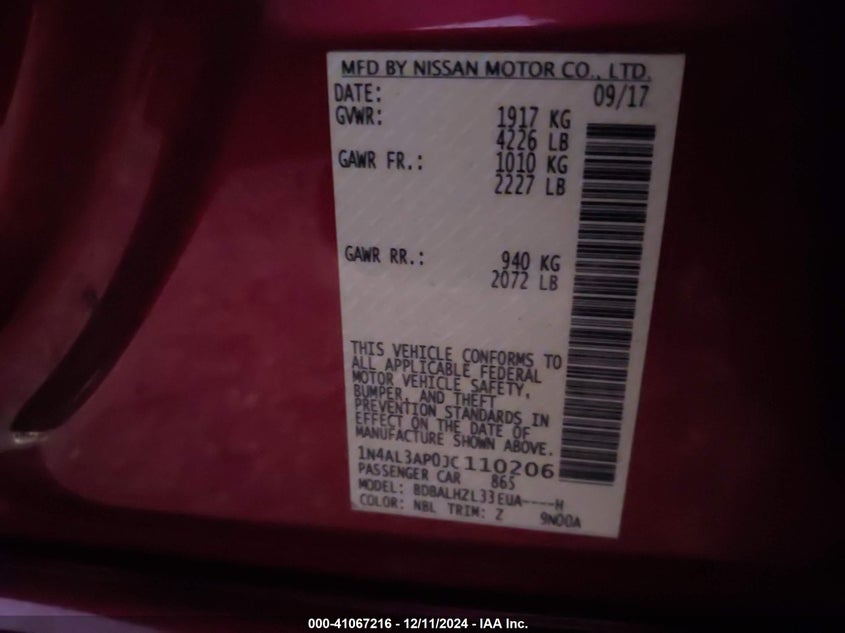 MFD BY NISSAN MOTOR CO., LTD.
DATE: 09/17
GVWR: 1917 KG
4226 LB
GAWR FR.: 1010 KG
2227 LB
GAWR RR.: 940 KG
2072 LB
THIS VEHICLE CONFORMS TO
ALL APPLICABLE FEDERAL
MOTOR VEHICLE SAFETY,
BUMPER, AND THEFT
PREVENTION STANDARDS IN
EFFECT ON THE DATE OF
MANUFACTURE SHOWN ABOVE.
1N4AL3AP0JC110206
PASSENGER CAR 865
MODEL: BDBALHZL33EUA----H
COLOR: NBL TRIM: Z 9N00A
000-41067216 - 12/11/2024 - IAA Inc.